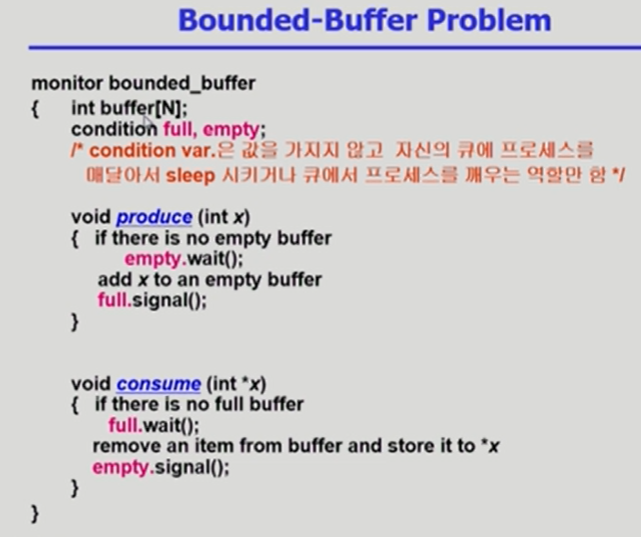 Bounded-Buffer Problem
monitor bounded_buffer
{ int buffer[N];
condition full, empty;
/* condition var.은 값을 가지지 않고 자신의 큐에 프로세스를
매달아서 sleep 시키거나 큐에서 프로세스를 깨우는 역할만 함 */
void produce (int x)
{ if there is no empty buffer
empty.wait();
add x to an empty buffer
full.signal();
}
void consume (int *x)
{ if there is no full buffer
full.wait();
remove an item from buffer and store it to *x
empty.signal();
}
}